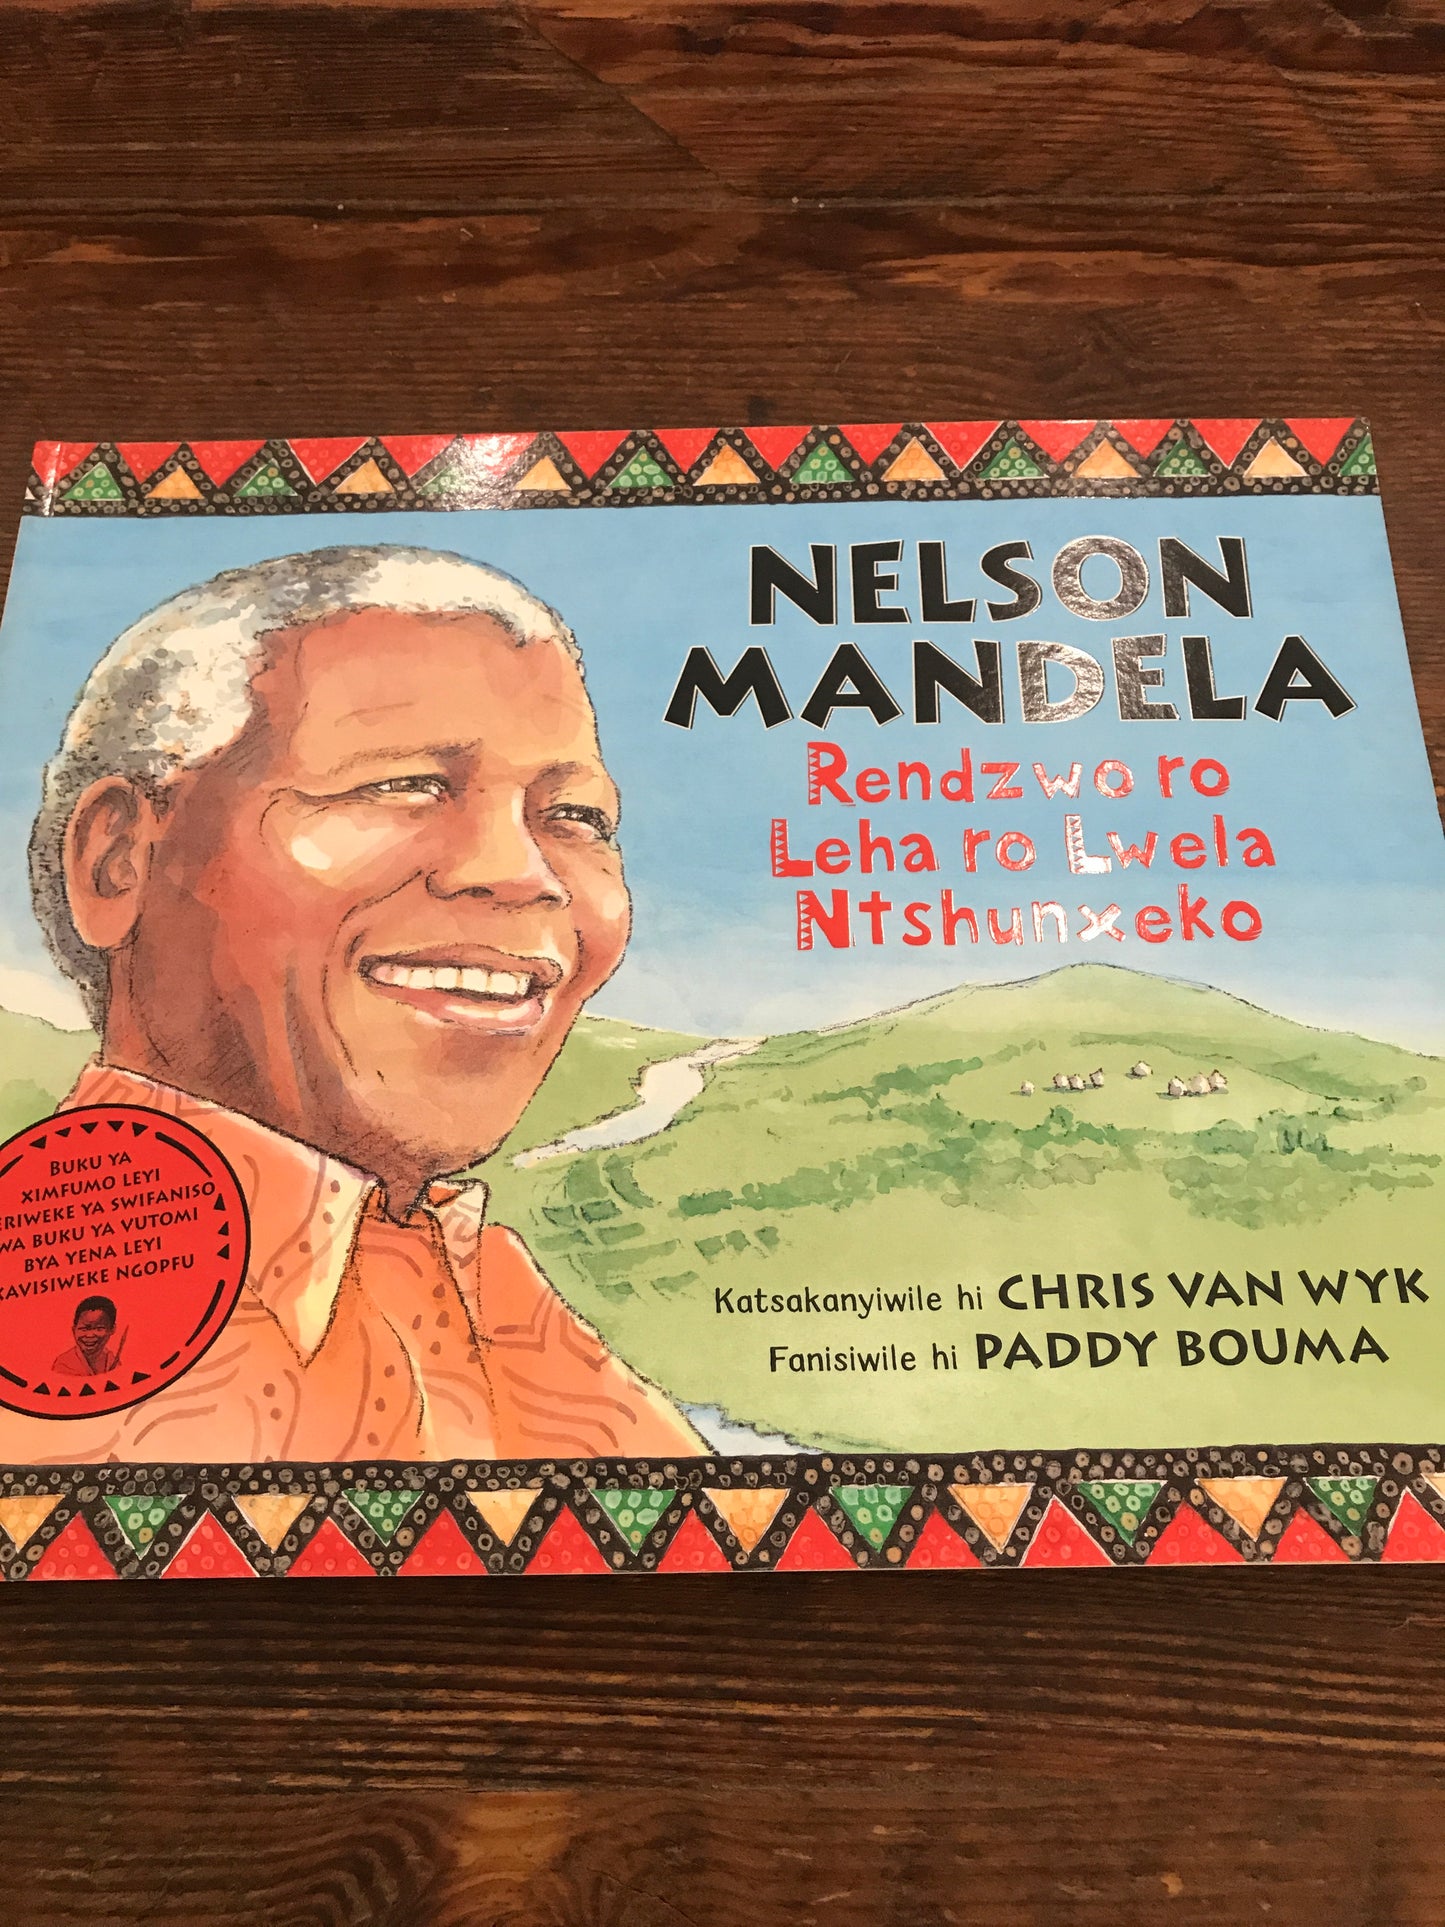 NELSON
MANDELA
Rendzwo ro
Leha ro Lwela
Ntshunxeko
BUKU YA
XIMFUMO LEYI
YA SWIFANISO
BUKU YA VUTOMI
BYA YENA LEYI
NGOPFU
Katsakanyiwile hi CHRIS VAN WYK
Fanisiwile hi PADDY BOUMA